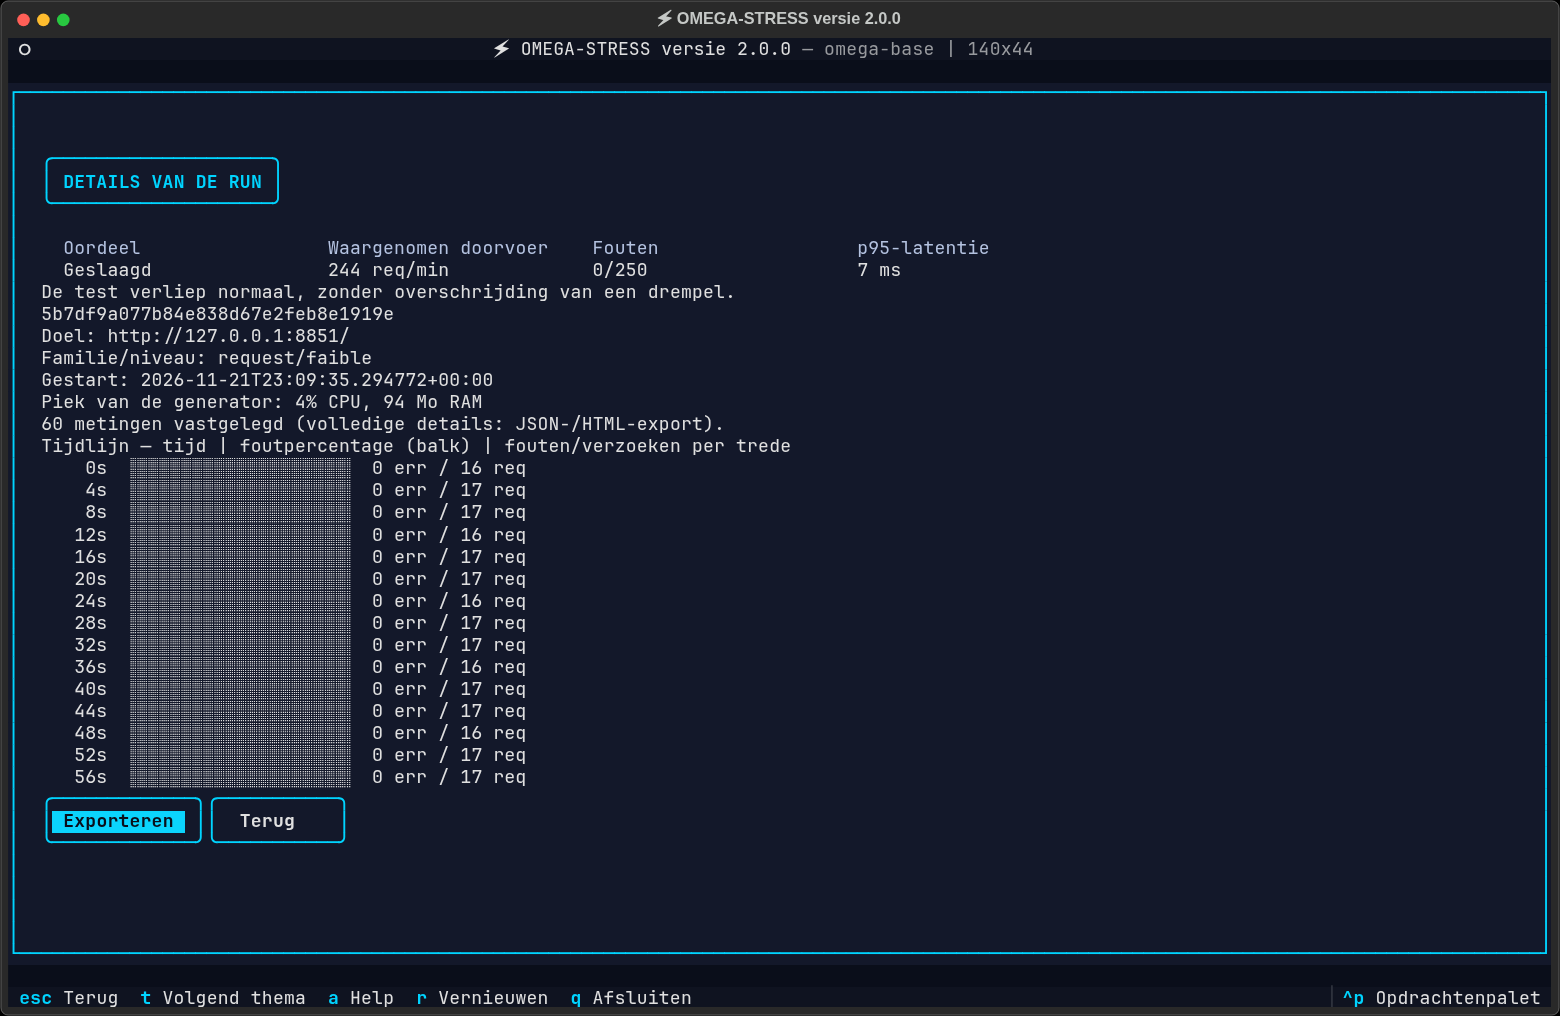 ⚡ OMEGA-STRESS versie 2.0.0
⚡ OMEGA-STRESS versie 2.0.0 — omega-base | 140x44
DETAILS VAN DE RUN
Oordeel Waargenomen doorvoer Fouten p95-latentie
Geslaagd 244 req/min 0/250 7 ms
De test verliep normaal, zonder overschrijding van een drempel.
5b7df9a077b84e838d67e2feb8e1919e
Doel: http://127.0.0.1:8851/
Familie/niveau: request/faible
Gestart: 2026-11-21T23:09:35.294772+00:00
Piek van de generator: 4% CPU, 94 Mo RAM
60 metingen vastgelegd (volledige details: JSON-/HTML-export).
Tijdlijn — tijd | foutpercentage (balk) | fouten/verzoeken per trede
0s 0 err / 16 req
4s 0 err / 17 req
8s 0 err / 17 req
12s 0 err / 16 req
16s 0 err / 17 req
20s 0 err / 17 req
24s 0 err / 16 req
28s 0 err / 17 req
32s 0 err / 17 req
36s 0 err / 16 req
40s 0 err / 17 req
44s 0 err / 17 req
48s 0 err / 16 req
52s 0 err / 17 req
56s 0 err / 17 req
Exporteren Terug
esc Terug t Volgend thema a Help r Vernieuwen q Afsluiten ^p Opdrachtenpalet